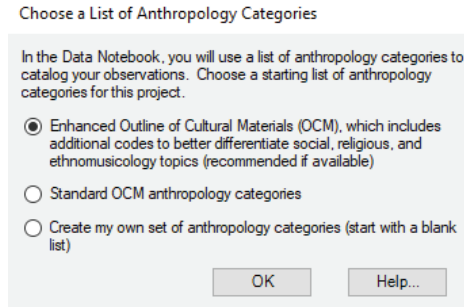 Choose a List of Anthropology Categories
In the Data Notebook, you will use a list of anthropology categories to
catalog your observations.  Choose a starting list of anthropology
categories for this project.
Enhanced Outline of Cultural Materials (OCM), which includes
additional codes to better differentiate social, religious, and
ethnomusicology topics (recommended if available)
Standard OCM anthropology categories
Create my own set of anthropology categories (start with a blank
list)
OK
Help...